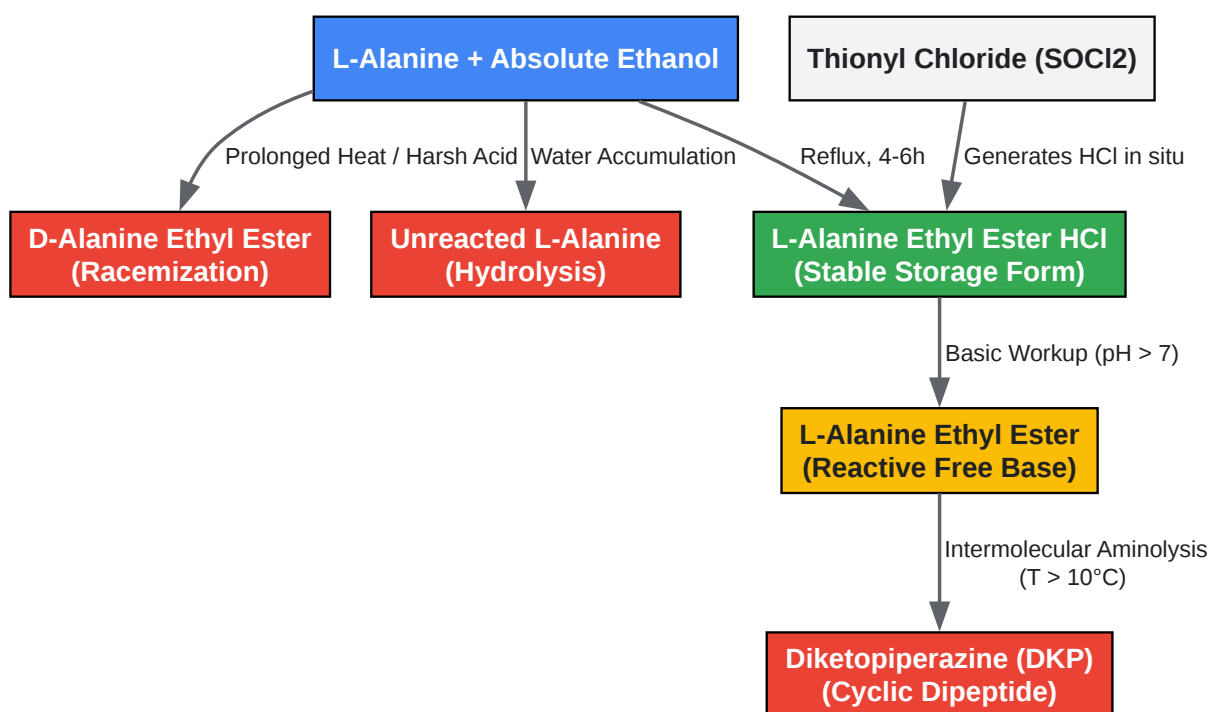 L-Alanine + Absolute Ethanol
Thionyl Chloride (SOCl2)
Prolonged Heat / Harsh Acid
Water Accumulation
Reflux, 4-6h
Generates HCl in situ
D-Alanine Ethyl Ester
(Racemization)
Unreacted L-Alanine
(Hydrolysis)
L-Alanine Ethyl Ester HCl
(Stable Storage Form)
Basic Workup (pH > 7)
L-Alanine Ethyl Ester
(Reactive Free Base)
Intermolecular Aminolysis
(T > 10°C)
Diketopiperazine (DKP)
(Cyclic Dipeptide)